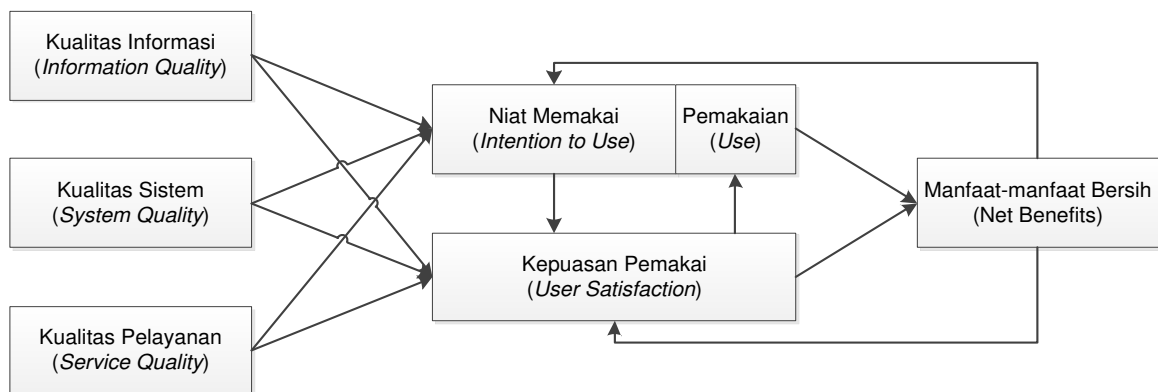 Kualitas Informasi
(Information Quality)
Kualitas Sistem
(System Quality)
Kualitas Pelayanan
(Service Quality)
Niat Memakai
(Intention to Use)
Pemakaian
(Use)
Kepuasan Pemakai
(User Satisfaction)
Manfaat-manfaat Bersih
(Net Benefits)